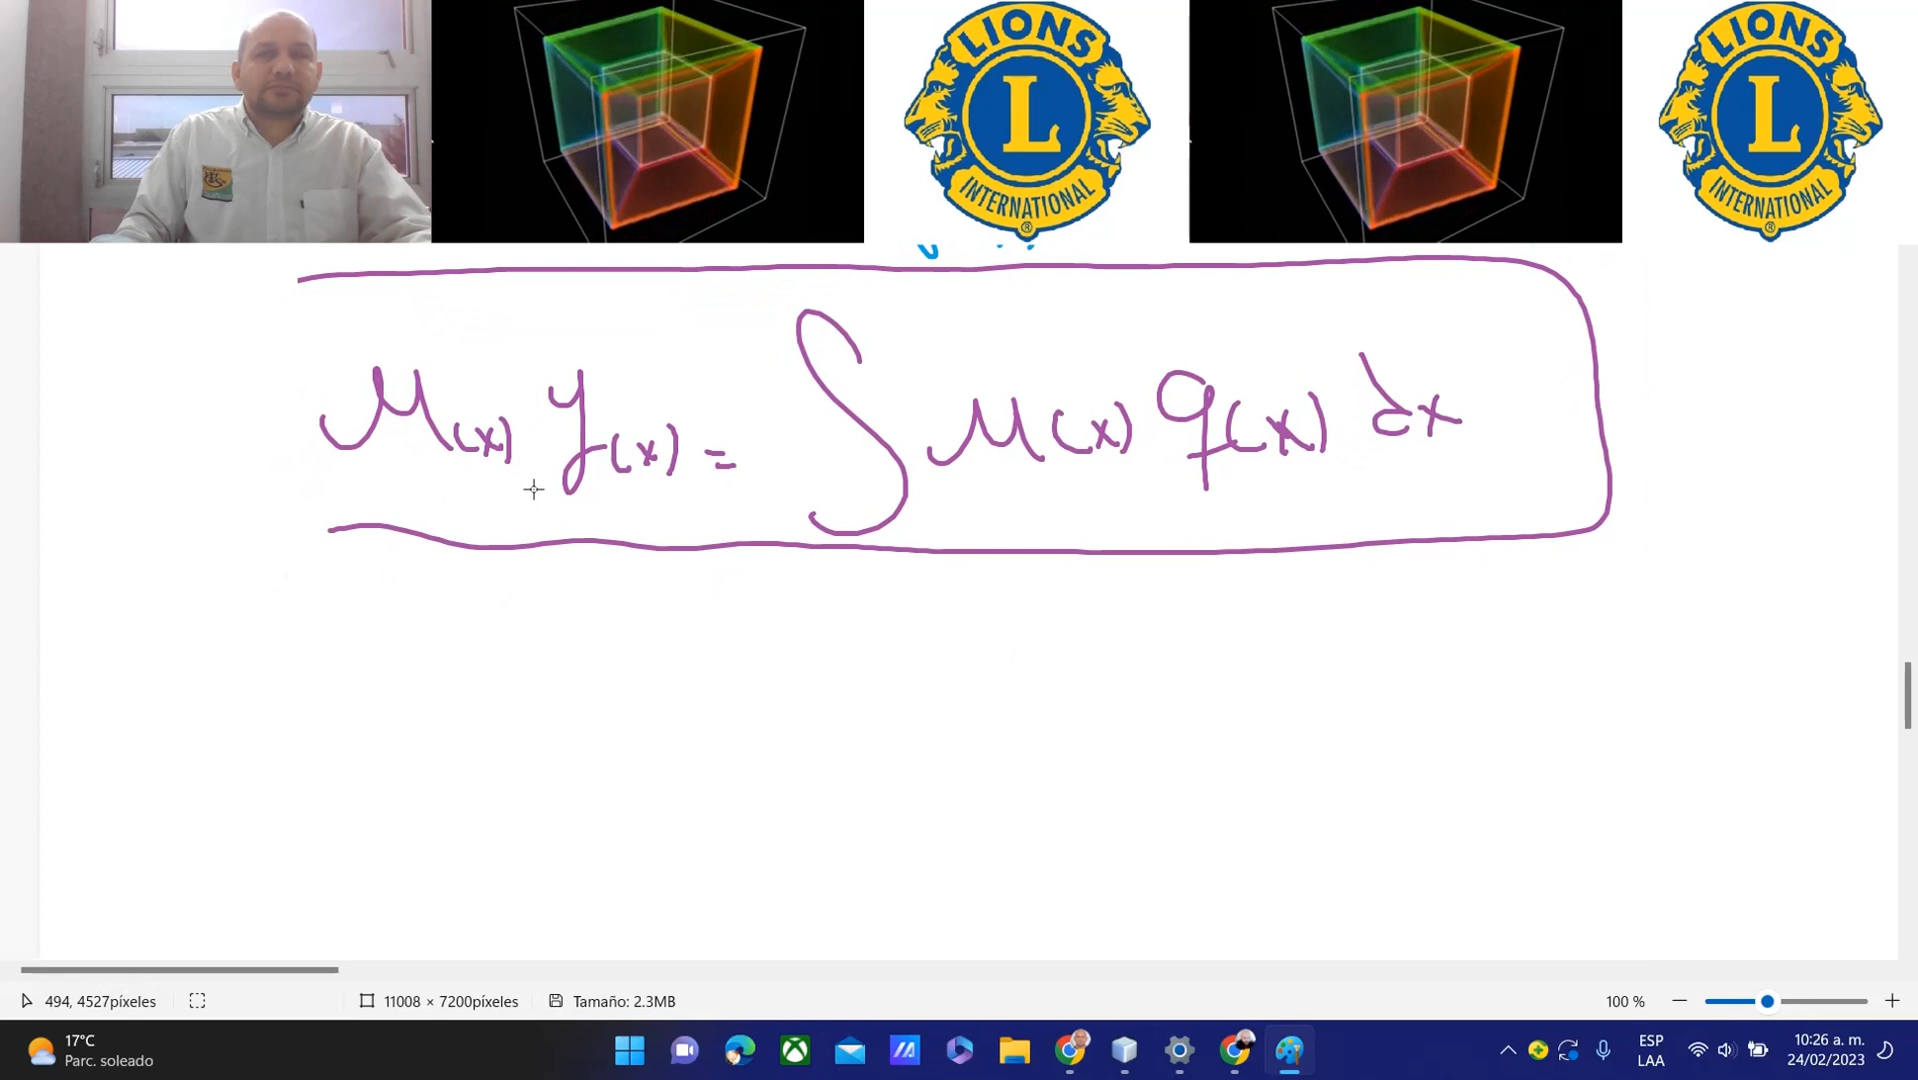 LIONS
L
INTERNATIONAL
®
LIONS
L
INTERNATIONAL
®
μ(x) y(x) = ∫ μ(x) q(x) dx
494, 4527píxeles
11008 × 7200píxeles
Tamaño: 2.3MB
100 %
17°C
Parc. soleado
ESP
LAA
10:26 a. m.
24/02/2023